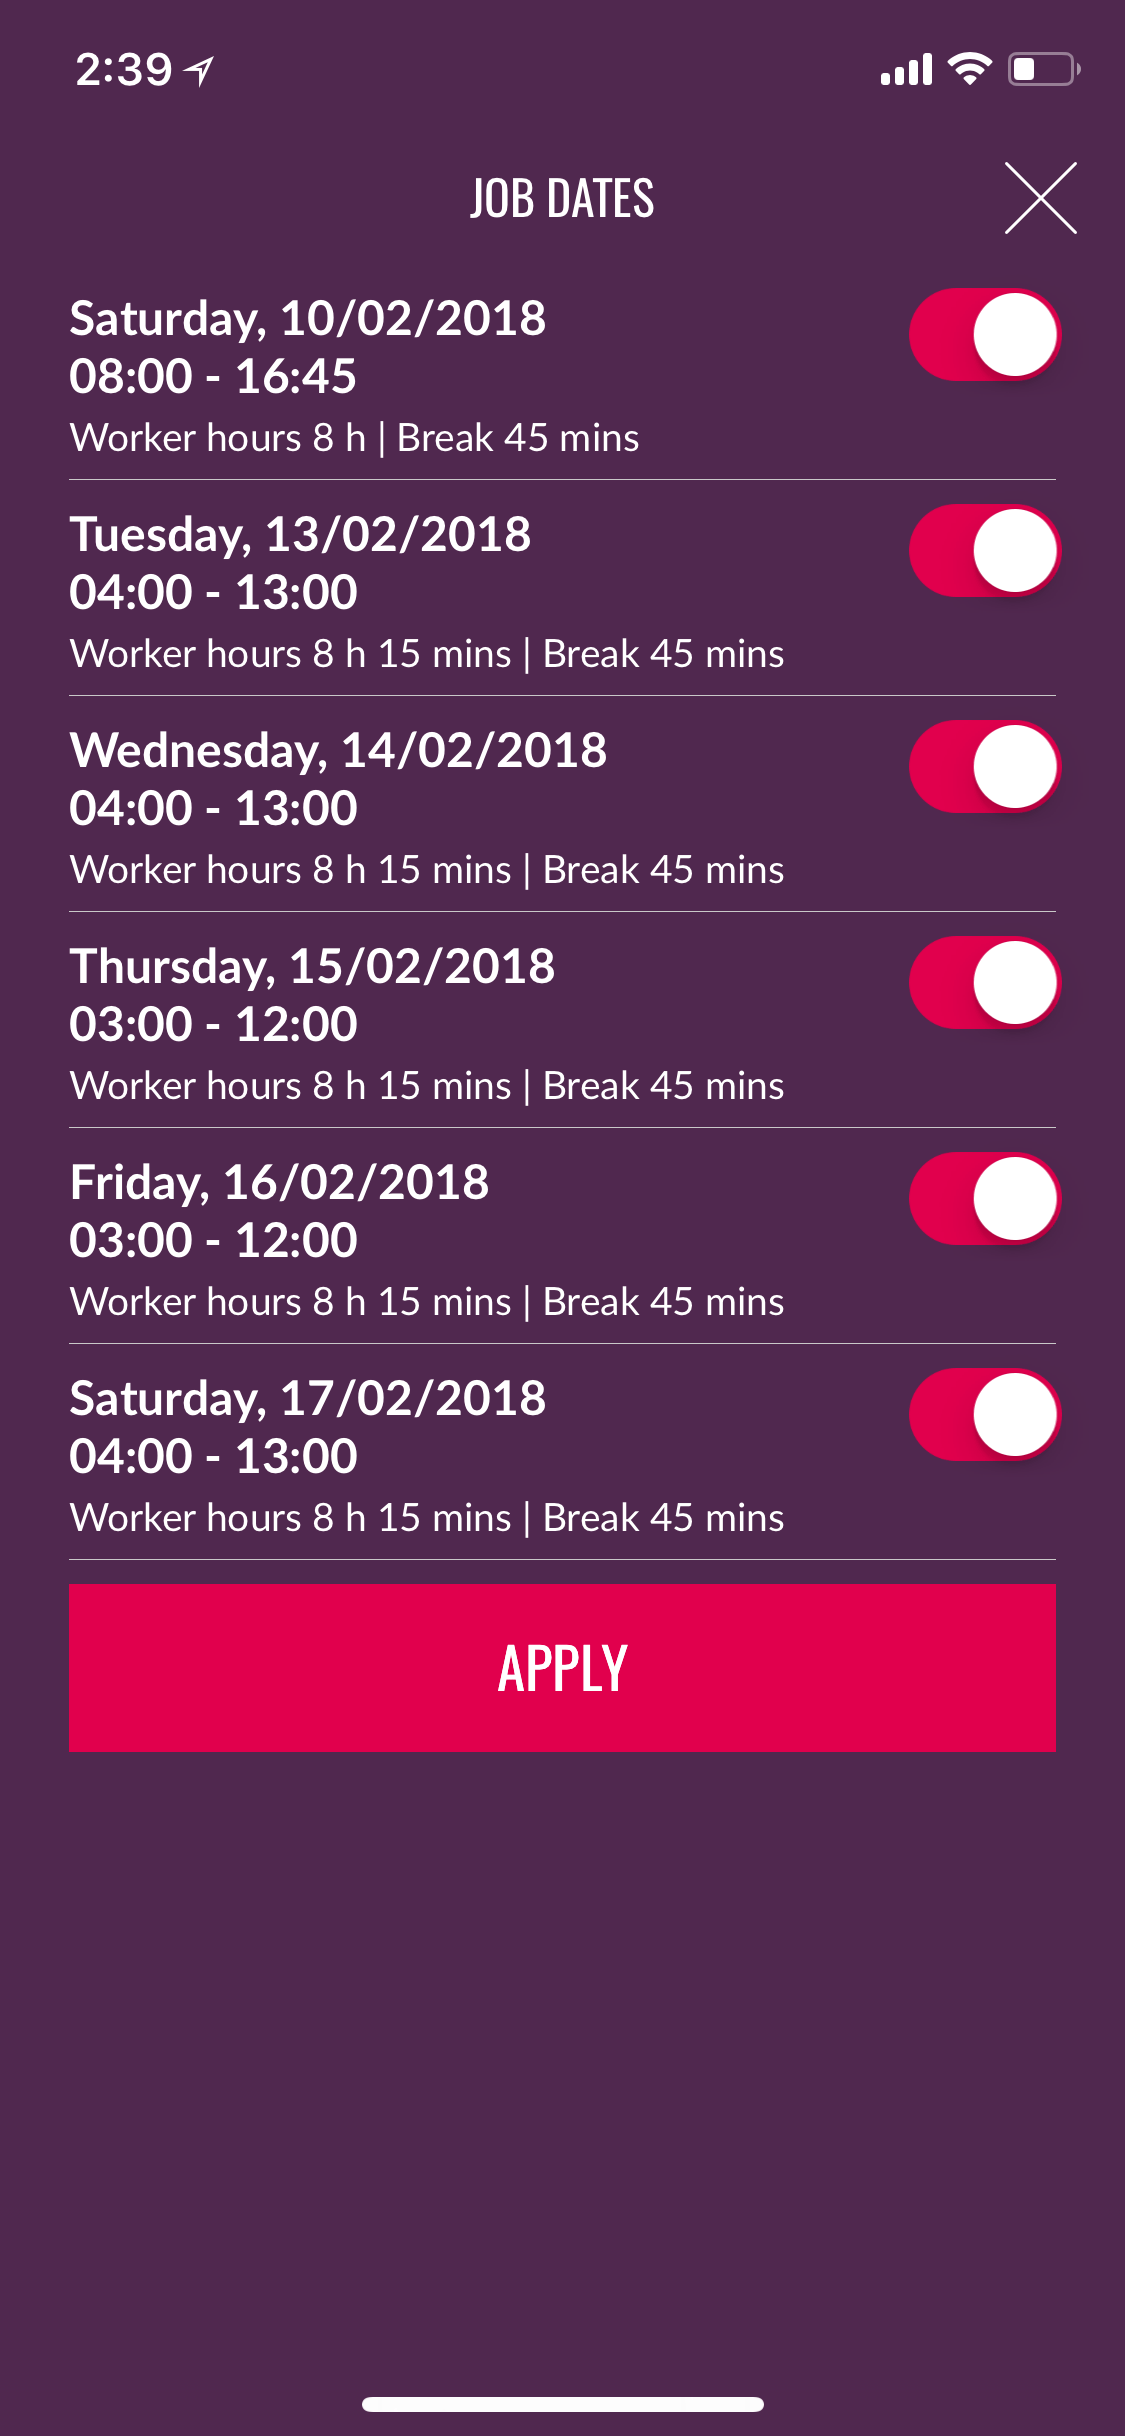 2:39
JOB DATES
Saturday, 10/02/2018
08:00 - 16:45
Worker hours 8 h | Break 45 mins
Tuesday, 13/02/2018
04:00 - 13:00
Worker hours 8 h 15 mins | Break 45 mins
Wednesday, 14/02/2018
04:00 - 13:00
Worker hours 8 h 15 mins | Break 45 mins
Thursday, 15/02/2018
03:00 - 12:00
Worker hours 8 h 15 mins | Break 45 mins
Friday, 16/02/2018
03:00 - 12:00
Worker hours 8 h 15 mins | Break 45 mins
Saturday, 17/02/2018
04:00 - 13:00
Worker hours 8 h 15 mins | Break 45 mins
APPLY